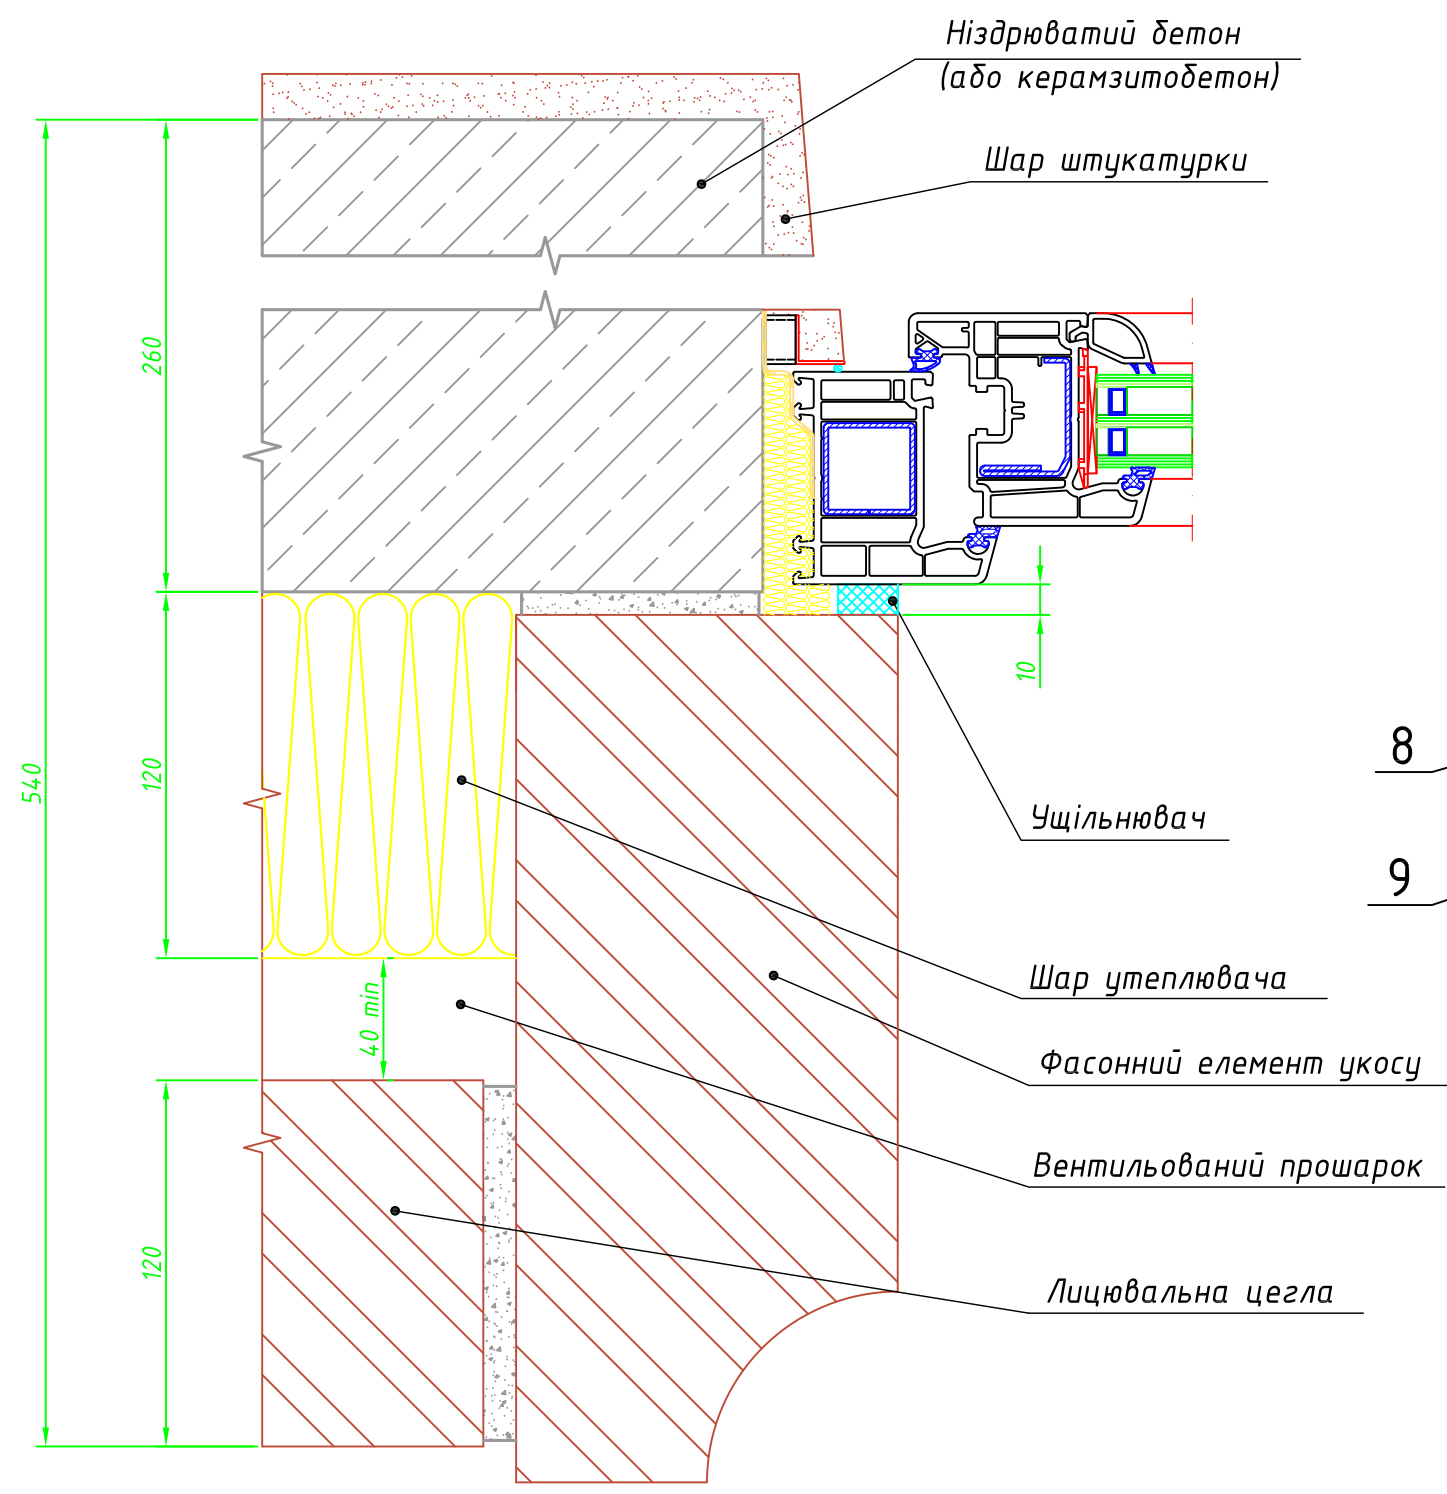 Ніздрюватий бетон
(або керамзитобетон)
Шар штукатурки
260
10
540
120
8
Ущільнювач
9
Шар утеплювача
40 min
Фасонний елемент укосу
Вентильований прошарок
120
Лицювальна цегла